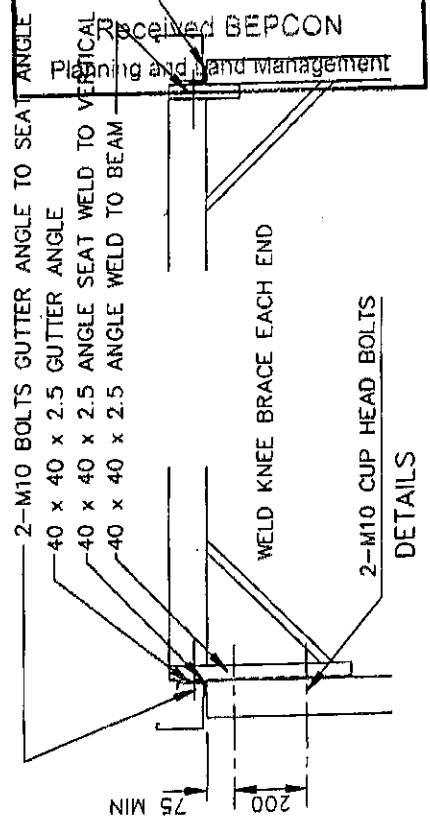 Received BEPCON
Planning and Land Management
2-M10 BOLTS GUTTER ANGLE TO SEAT ANGLE
40 x 40 x 2.5 GUTTER ANGLE
40 x 40 x 2.5 ANGLE SEAT WELD TO VERTICAL
40 x 40 x 2.5 ANGLE WELD TO BEAM
WELD KNEE BRACE EACH END
2-M10 CUP HEAD BOLTS
DETAILS
75 MIN
200